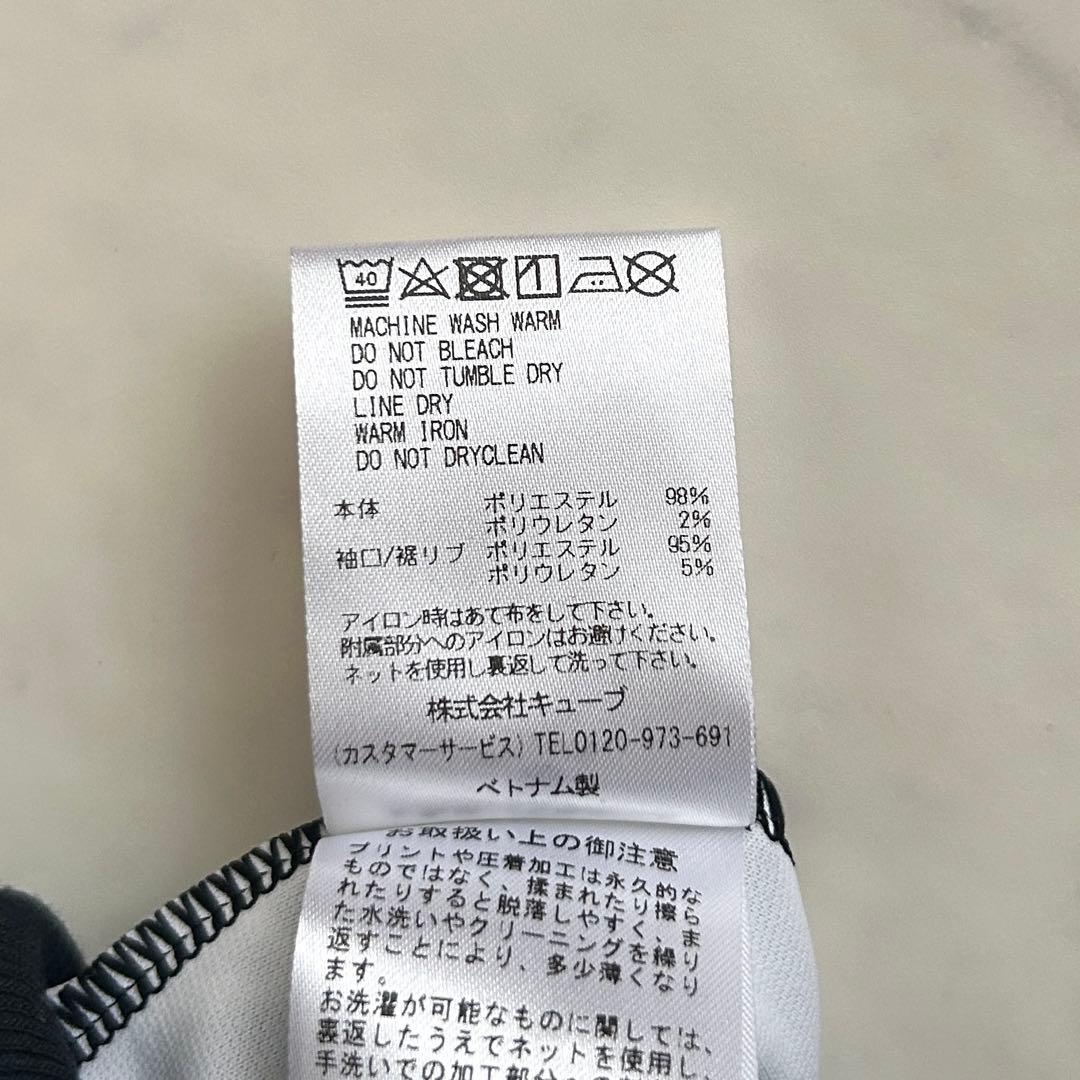 40
MACHINE WASH WARM
DO NOT BLEACH
DO NOT TUMBLE DRY
LINE DRY
WARM IRON
DO NOT DRYCLEAN
本体 ポリエステル 98%
ポリウレタン 2%
袖口/裾リブ ポリエステル 95%
ポリウレタン 5%
アイロン時はあて布をして下さい。
附属部分へのアイロンはお避けください。
ネットを使用し裏返して洗って下さい。
株式会社キューブ
(カスタマーサービス) TEL0120-973-691
ベトナム製
お取扱い上の御注意
プリントや圧着加工は永久的な
ものではなく、揉まれたり擦ら
れたりすると脱落しやすく、ま
た水洗いやクリーニングを繰り
返すことにより、多少薄くなり
ます。
お洗濯が可能なものに関しては、
裏返したうえでネットを使用し、
手洗いでの加工部分への